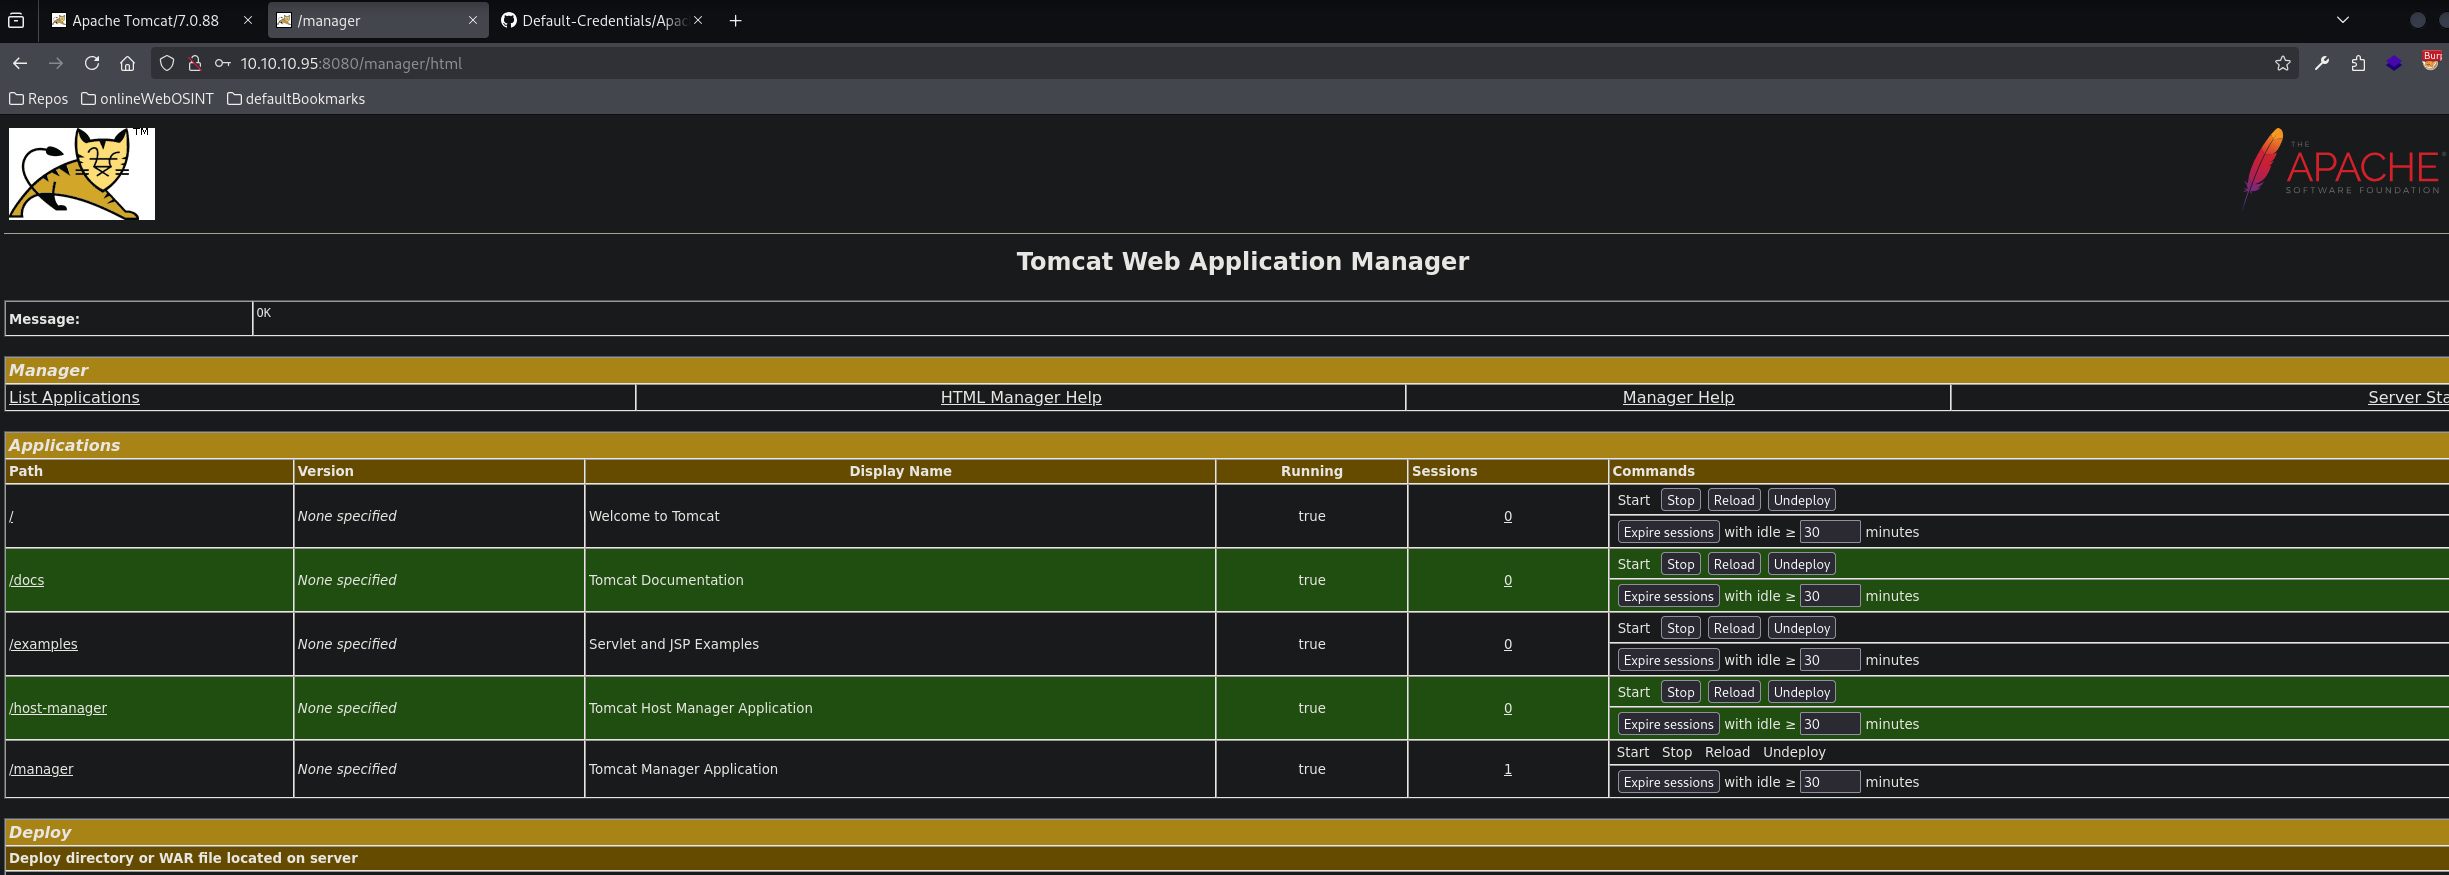 Apache Tomcat/7.0.88
/manager
Default-Credentials/Apac
10.10.10.95:8080/manager/html
Repos onlineWebOSINT defaultBookmarks
TM
THE
APACHE
SOFTWARE FOUNDATION
Tomcat Web Application Manager
Message: OK
Manager
List Applications HTML Manager Help Manager Help Server Sta
Applications
Path Version Display Name Running Sessions Commands
/ None specified Welcome to Tomcat true 0 Start Stop Reload Undeploy
Expire sessions with idle ≥ 30 minutes
/docs None specified Tomcat Documentation true 0 Start Stop Reload Undeploy
Expire sessions with idle ≥ 30 minutes
/examples None specified Servlet and JSP Examples true 0 Start Stop Reload Undeploy
Expire sessions with idle ≥ 30 minutes
/host-manager None specified Tomcat Host Manager Application true 0 Start Stop Reload Undeploy
Expire sessions with idle ≥ 30 minutes
/manager None specified Tomcat Manager Application true 1 Start Stop Reload Undeploy
Expire sessions with idle ≥ 30 minutes
Deploy
Deploy directory or WAR file located on server